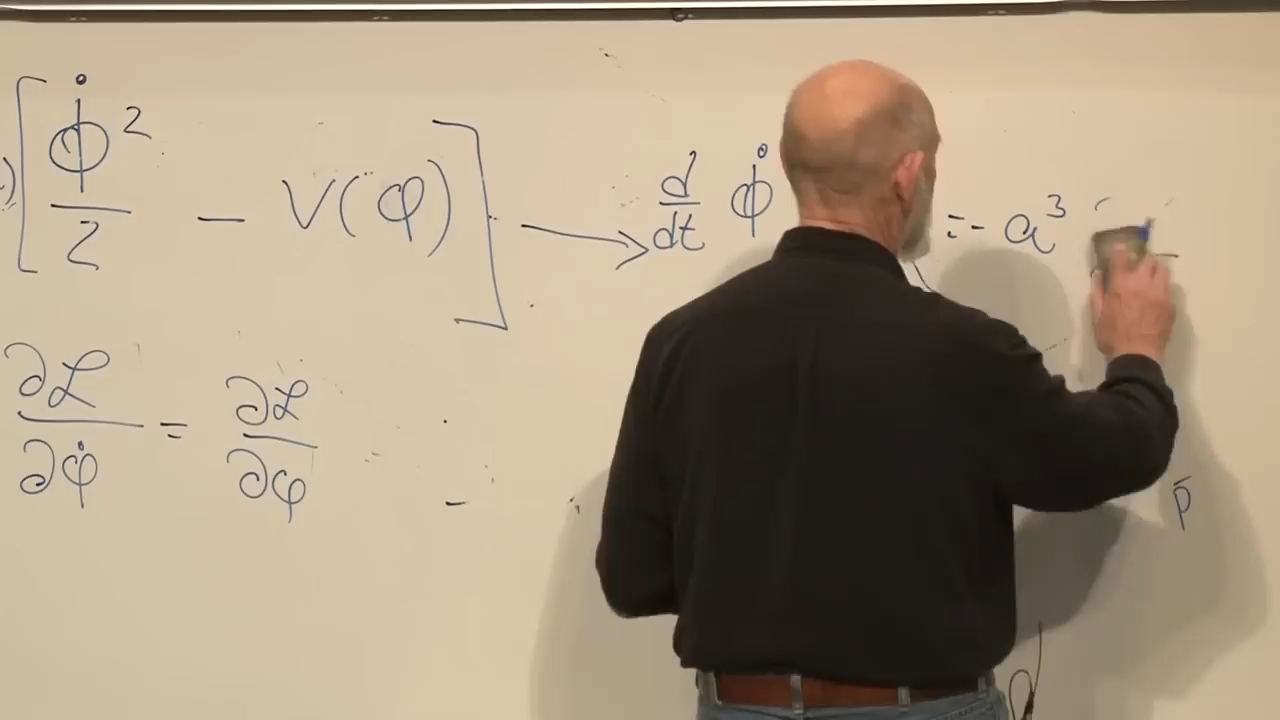 ) [ φ̇² / 2 − V(φ) ] → d/dt φ̇ = - a³
∂ℒ/∂φ̇ = ∂ℒ/∂φ
p